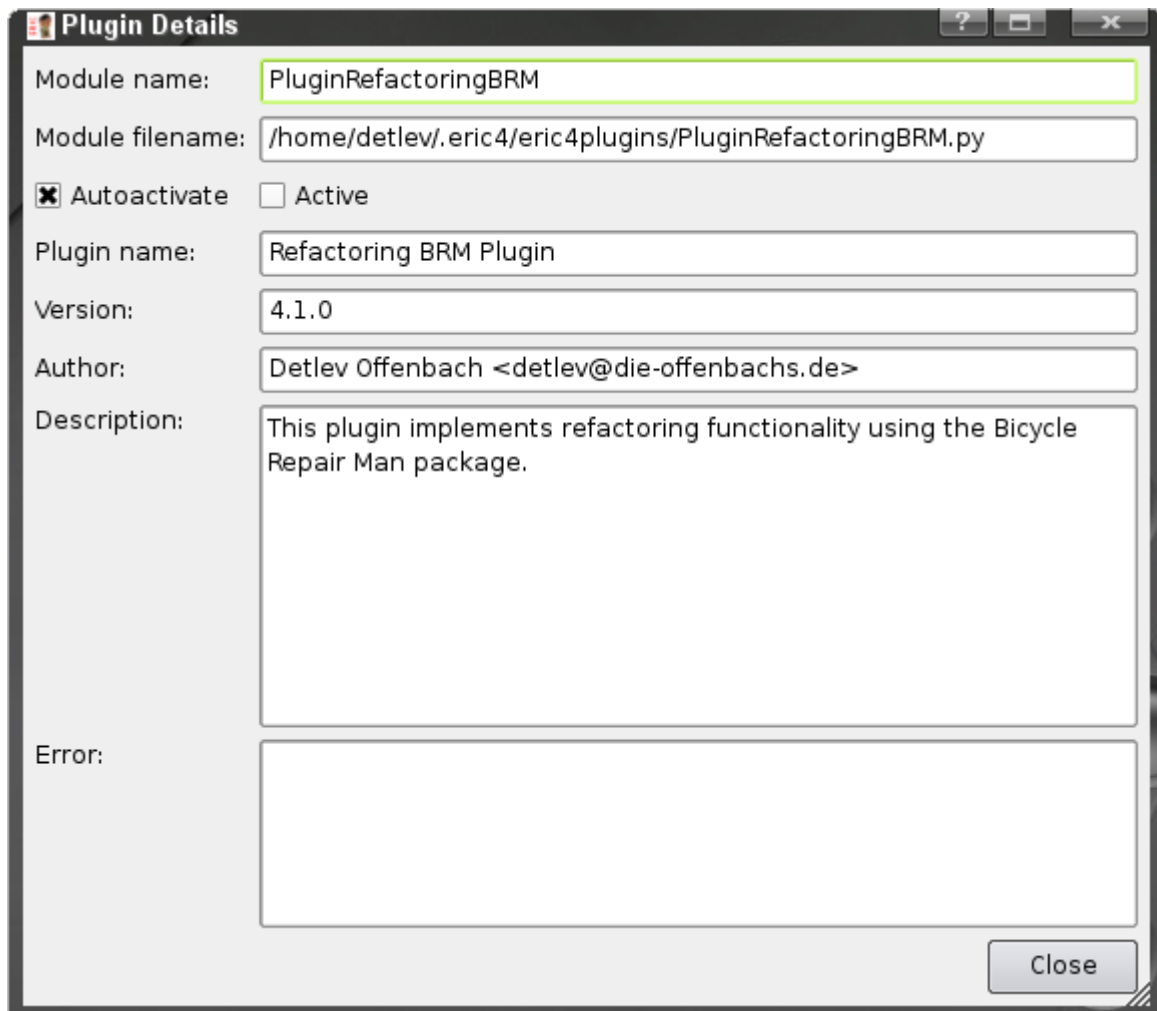 Plugin Details
Module name: PluginRefactoringBRM
Module filename: /home/detlev/.eric4/eric4plugins/PluginRefactoringBRM.py
Autoactivate Active
Plugin name: Refactoring BRM Plugin
Version: 4.1.0
Author: Detlev Offenbach <detlev@die-offenbachs.de>
Description: This plugin implements refactoring functionality using the Bicycle
Repair Man package.
Error:
Close